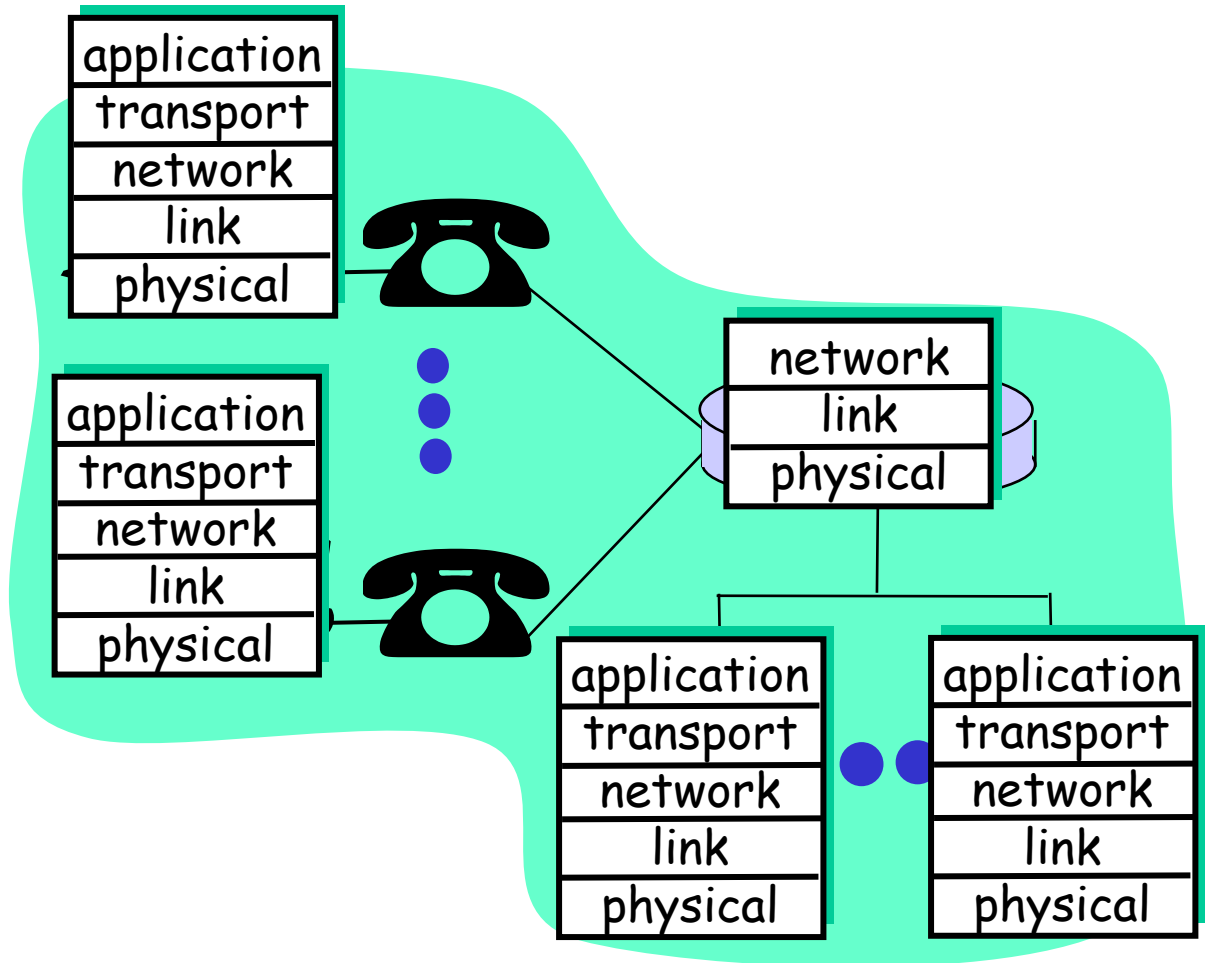 application
transport
network
link
physical
application
transport
network
link
physical
network
link
physical
application
transport
network
link
physical
application
transport
network
link
physical